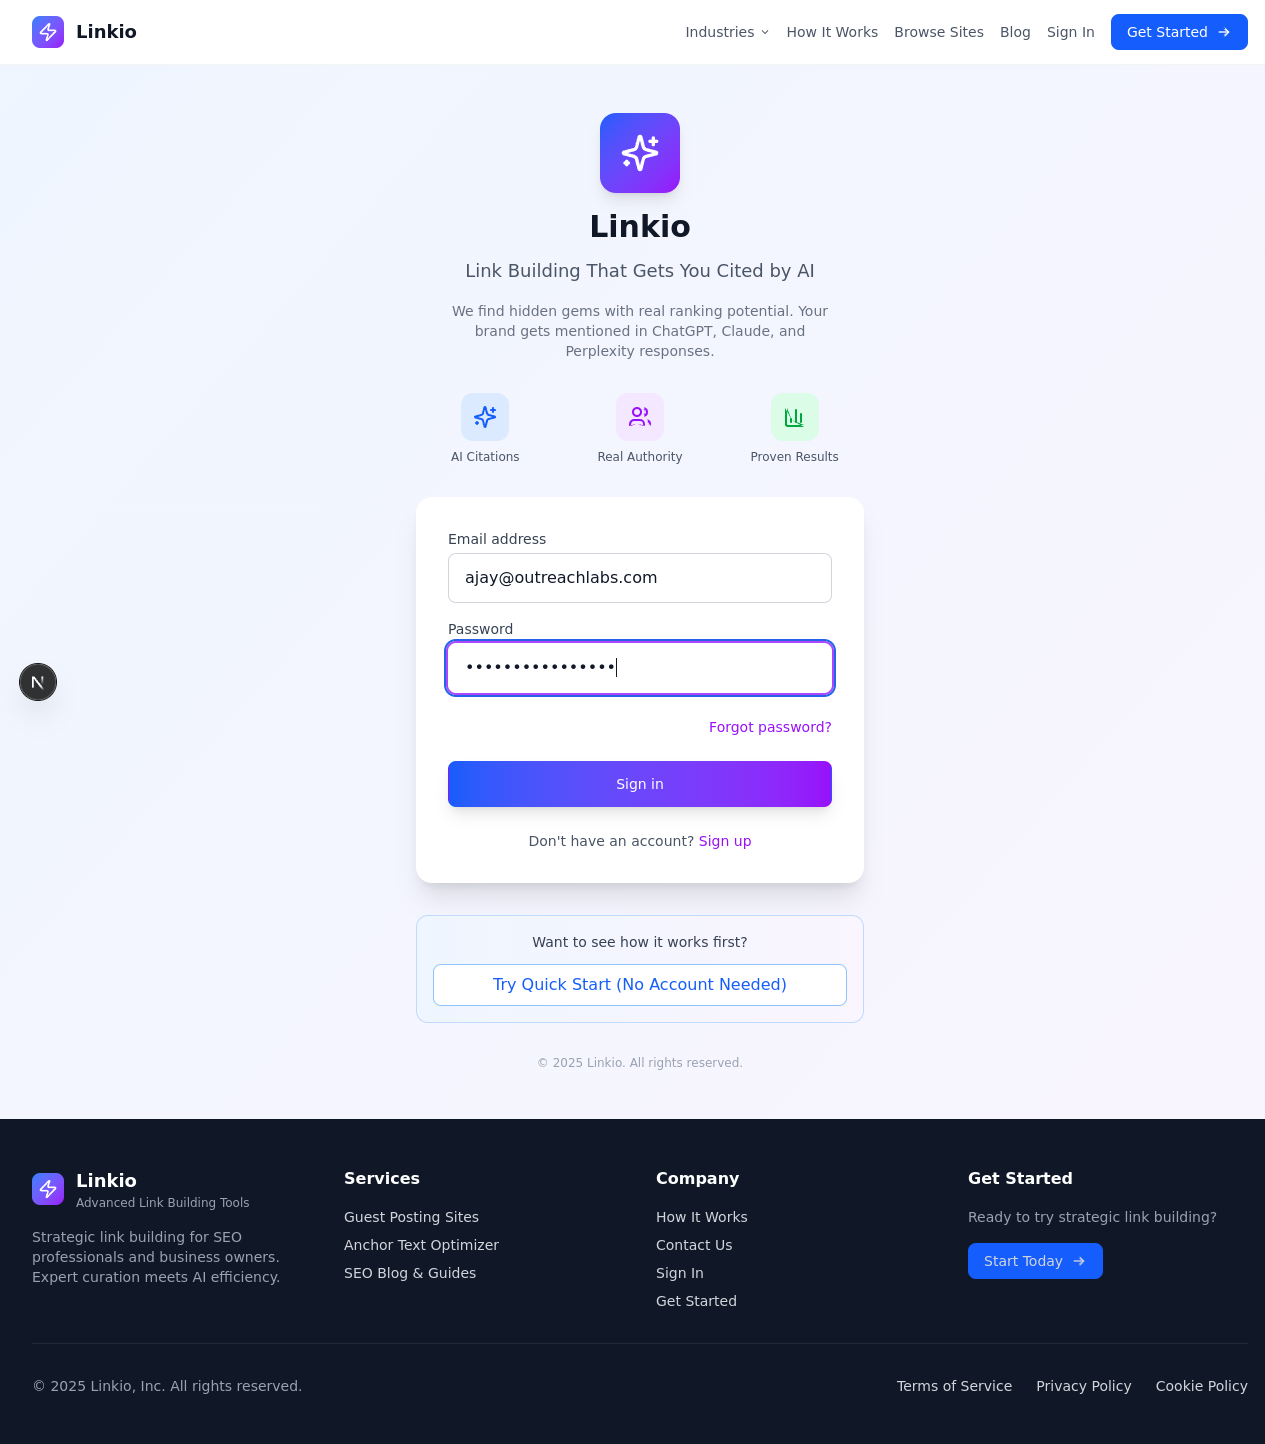 Linkio
Industries
How It Works
Browse Sites
Blog
Sign In
Get Started
Linkio
Link Building That Gets You Cited by AI
We find hidden gems with real ranking potential. Your
brand gets mentioned in ChatGPT, Claude, and
Perplexity responses.
AI Citations
Real Authority
Proven Results
Email address
ajay@outreachlabs.com
Password
••••••••••••••••
Forgot password?
Sign in
Don't have an account? Sign up
Want to see how it works first?
Try Quick Start (No Account Needed)
© 2025 Linkio. All rights reserved.
N
Linkio
Advanced Link Building Tools
Strategic link building for SEO
professionals and business owners.
Expert curation meets AI efficiency.
Services
Guest Posting Sites
Anchor Text Optimizer
SEO Blog & Guides
Company
How It Works
Contact Us
Sign In
Get Started
Get Started
Ready to try strategic link building?
Start Today
© 2025 Linkio, Inc. All rights reserved.
Terms of Service
Privacy Policy
Cookie Policy